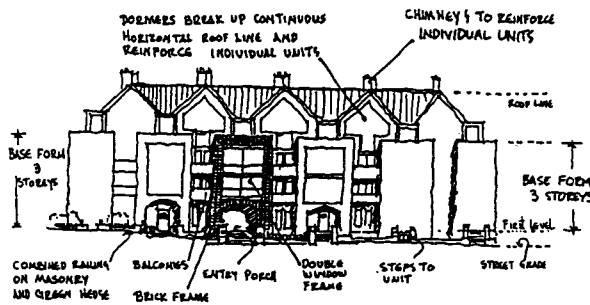 DORMERS BREAK UP CONTINUOUS
HORIZONTAL ROOF LINE AND
REINFORCE INDIVIDUAL UNITS
CHIMNEYS TO REINFORCE
INDIVIDUAL UNITS
ROOF LINE
BASE FORM
3
STOREYS
BASE FORM
3 STOREYS
FIRST LEVEL
STREET GRADE
COMBINED RAILING
ON MASONRY
AND GREEN HEDGE
BALCONIES
BRICK FRAME
ENTRY PORCH
DOUBLE
WINDOW
FRAME
STEPS TO
UNIT